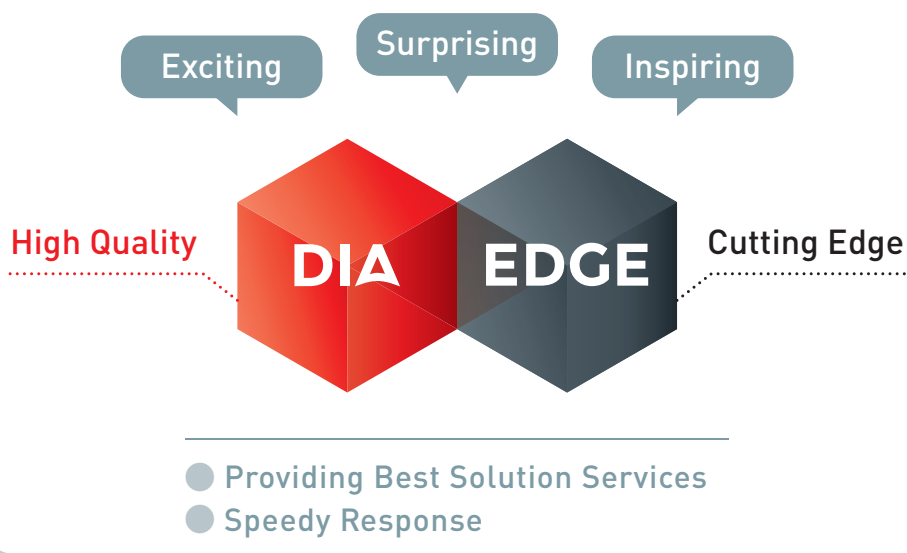 Exciting
Surprising
Inspiring
High Quality
DIA
EDGE
Cutting Edge
Providing Best Solution Services
Speedy Response